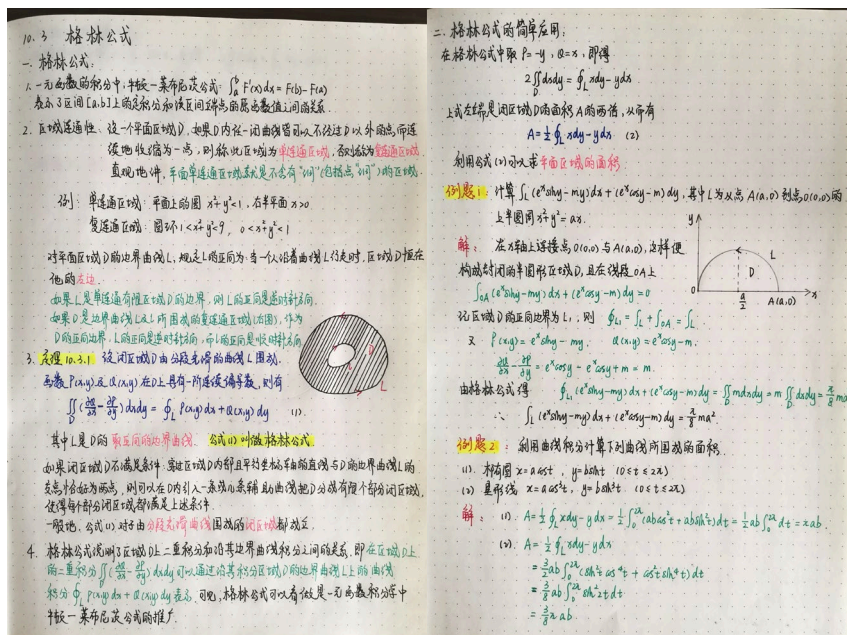 10.3 格林公式
一. 格林公式:
1. 一元函数的积分中, 牛顿—莱布尼茨公式: ∫ₐᵇ F'(x)dx = F(b)-F(a)
表示了区间[a,b]上的定积分和该区间端点的原函数值之间的关系.
2. 区域连通性: 设一个平面区域D, 如果D内任一闭曲线皆可以不经过D以外的点而连
续地收缩为一点, 则称此区域为单连通区域, 否则称为复连通区域.
直观地讲, 平面单连通区域就是不含有"洞"(包括点"洞")的区域.
例: 单连通区域: 平面上的圆 x²+y²<1, 右半平面 x>0
复连通区域: 圆环 1<x²+y²<9, 0<x²+y²<1
对平面区域D的边界曲线L, 规定L的正向为: 当一个人沿着曲线L行走时, 区域D恒在
他的左边.
如果L是单连通有限区域D的边界, 则L的正向是逆时针方向.
如果D是边界曲线L及l所围成的复连通区域(右图), 作为
D的正向边界, L的正向是逆时针方向, 而l的正向是顺时针方向.
l D L
3. 定理10.3.1 设闭区域D由分段光滑的曲线L围成,
函数P(x,y)及Q(x,y)在D上具有一阶连续偏导数, 则有
∬_D (∂Q/∂x - ∂P/∂y)dxdy = ∮_L P(x,y)dx + Q(x,y)dy (1).
其中L是D的取正向的边界曲线. 公式(1)叫做格林公式
如果闭区域D不满足条件: 穿过区域D内部且平行坐标轴的直线与D的边界曲线L的
交点恰好为两点, 则可以在D内引入一条或几条辅助曲线把D分成有限个部分闭区域,
使得每个部分闭区域都满足上述条件.
一般地, 公式(1)对于由分段光滑曲线围成的闭区域都成立.
4. 格林公式说明了区域D上二重积分和沿其边界曲线积分之间的关系, 即在区域D上
的二重积分∬_D(∂Q/∂x - ∂P/∂y)dxdy可以通过沿其积分区域D的边界曲线L上的曲线
积分∮_L P(x,y)dx + Q(x,y)dy表示. 可见, 格林公式可以看做是一元函数积分学中
牛顿—莱布尼茨公式的推广.
二. 格林公式的简单应用:
在格林公式中取 P=-y, Q=x, 即得
2∬_D dxdy = ∮_L xdy-ydx
上式左端是闭区域D的面积A的两倍, 从而有
A = ½∮_L xdy-ydx (2)
利用公式(2)可以求平面区域的面积.
例题1: 计算∫_L (eˣsiny-my)dx + (eˣcosy-m)dy, 其中L为从点A(a,0)到点O(0,0)的
上半圆周 x²+y² = ax.
解: 在x轴上连接点O(0,0)与A(a,0), 这样便
构成封闭的半圆形区域D, 且在线段OA上
∫_OA (eˣsiny-my)dx + (eˣcosy-m)dy = 0
y L D 0 a/2 A(a,0) x
记区域D的正向边界为L₁, 则 ∮_L₁ = ∫_L + ∫_OA = ∫_L
又 P(x,y) = eˣsiny - my, Q(x,y) = eˣcosy-m.
∂Q/∂x - ∂P/∂y = eˣcosy - eˣcosy + m = m.
由格林公式得 ∮_L₁ (eˣsiny-my)dx + (eˣcosy-m)dy = ∬_D mdxdy = m∬_D dxdy = π/8 ma²
∴ ∫_L (eˣsiny-my)dx + (eˣcosy-m)dy = π/8 ma².
例题2: 利用曲线积分计算下列曲线所围成的面积.
(1). 椭圆 x=acost, y=bsint (0≤t≤2π)
(2) 星形线 x=acos³t, y=bsin³t (0≤t≤2π)
解: (1). A = ½∮_L xdy-ydx = ½∫₀^2π (abcos²t + absin²t)dt = ½ab∫₀^2π dt = πab.
(2). A = ½∮_L xdy-ydx
= 3/2 ab∫₀^2π (sin²tcos⁴t + cos²tsin⁴t)dt
= 3/8 ab∫₀^2π sin²2tdt
= 3/8 πab